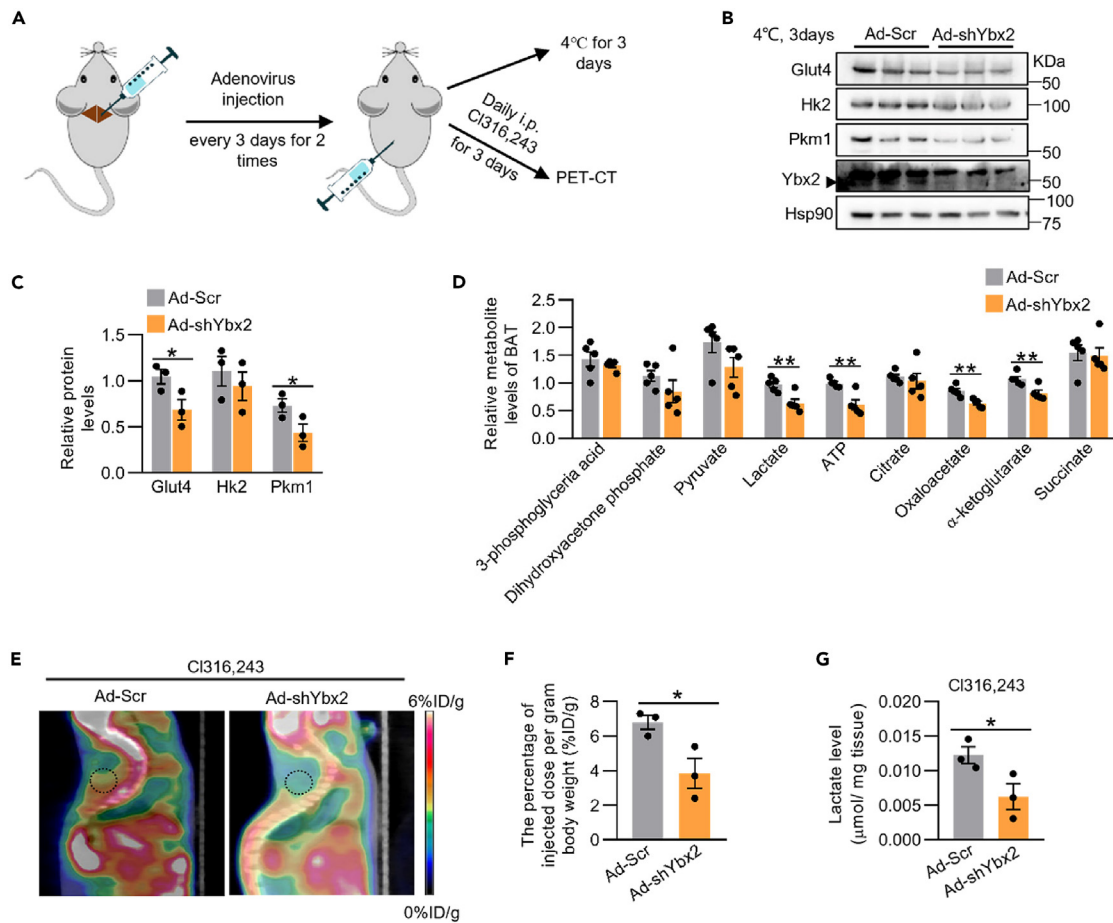 A
Adenovirus
injection
every 3 days for 2
times
4℃ for 3
days
Daily i.p.
Cl316,243
for 3 days
PET-CT
B
4℃, 3days
Ad-Scr
Ad-shYbx2
KDa
Glut4
50
Hk2
100
Pkm1
50
Ybx2
50
Hsp90
100
75
C
Ad-Scr
Ad-shYbx2
Relative protein
levels
1.5
1.0
0.5
0.0
*
*
Glut4
Hk2
Pkm1
D
Ad-Scr
Ad-shYbx2
Relative metabolite
levels of BAT
2.5
2.0
1.5
1.0
0.5
0.0
**
**
**
**
3-phosphoglyceria acid
Dihydroxyacetone phosphate
Pyruvate
Lactate
ATP
Citrate
Oxaloacetate
α-ketoglutarate
Succinate
E
Cl316,243
Ad-Scr
Ad-shYbx2
6%ID/g
0%ID/g
F
The percentage of
injected dose per gram
body weight (%ID/g)
8
6
4
2
0
*
Ad-Scr
Ad-shYbx2
G
Cl316,243
Lactate level
(μmol/ mg tissue)
0.020
0.015
0.010
0.005
0.000
*
Ad-Scr
Ad-shYbx2